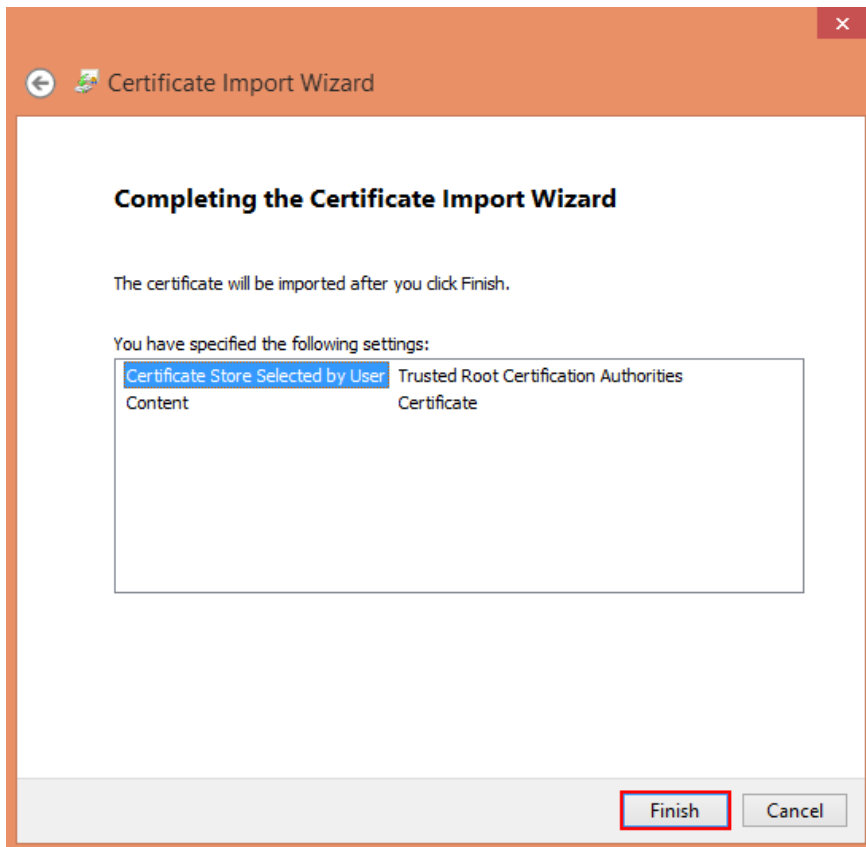 Certificate Import Wizard
Completing the Certificate Import Wizard
The certificate will be imported after you click Finish.
You have specified the following settings:
Certificate Store Selected by User Trusted Root Certification Authorities
Content Certificate
Finish Cancel